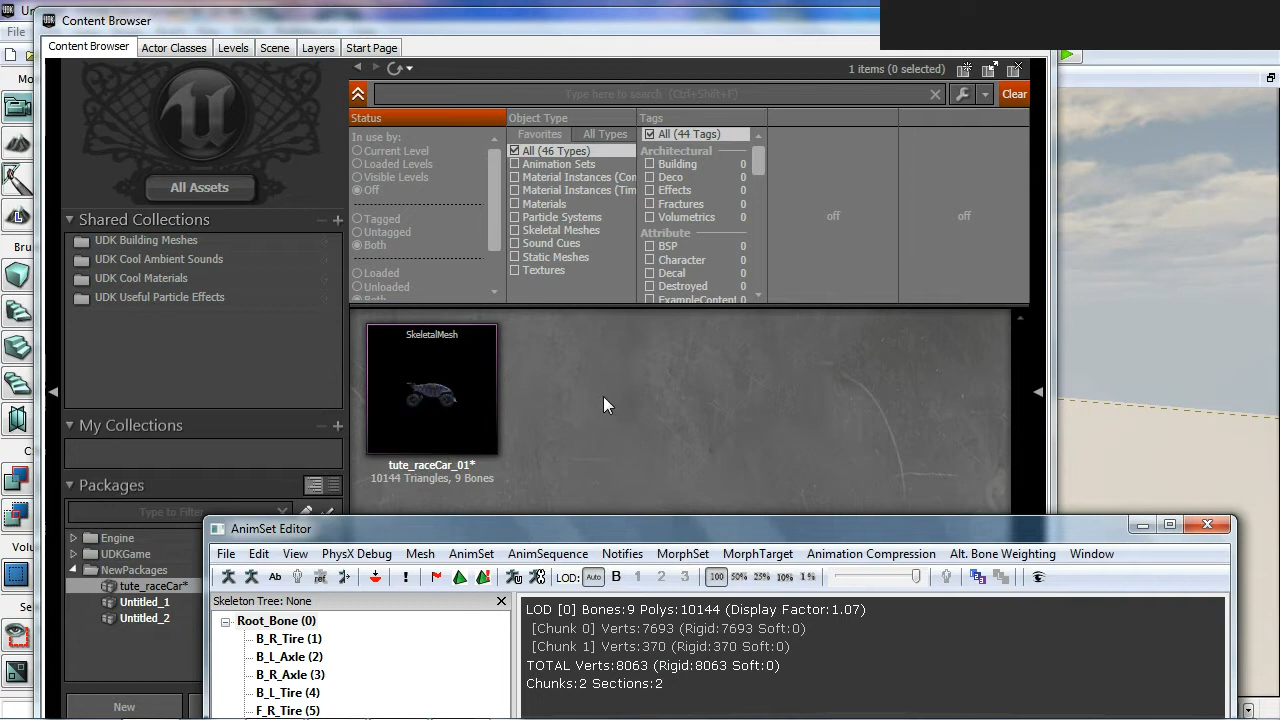 Un
Content Browser
File
Content Browser Actor Classes Levels Scene Layers Start Page
Mo
1 items (0 selected)
Type here to search (Ctrl+Shift+F)
Clear
All Assets
Shared Collections
UDK Building Meshes
UDK Cool Ambient Sounds
UDK Cool Materials
UDK Useful Particle Effects
My Collections
Packages
Type to Filter
Engine
UDKGame
NewPackages
tute_raceCar*
Untitled_1
Untitled_2
New
Bru
C
Volu
Se
Status
In use by:
Current Level
Loaded Levels
Visible Levels
Off
Tagged
Untagged
Both
Loaded
Unloaded
Both
Object Type
Favorites All Types
All (46 Types)
Animation Sets
Material Instances (Con
Material Instances (Tim
Materials
Particle Systems
Skeletal Meshes
Sound Cues
Static Meshes
Textures
Tags
All (44 Tags)
Architectural
Building 0
Deco 0
Effects 0
Fractures 0
Volumetrics 0
Attribute
BSP 0
Character 0
Decal 0
Destroyed 0
ExampleContent 0
off
off
SkeletalMesh
tute_raceCar_01*
10144 Triangles, 9 Bones
AnimSet Editor
File Edit View PhysX Debug Mesh AnimSet AnimSequence Notifies MorphSet MorphTarget Animation Compression Alt. Bone Weighting Window
Ab ref ! LOD: Auto B 1 2 3 100 50% 25% 10% 1%
Skeleton Tree: None
Root_Bone (0)
B_R_Tire (1)
B_L_Axle (2)
B_R_Axle (3)
B_L_Tire (4)
F_R_Tire (5)
LOD [0] Bones:9 Polys:10144 (Display Factor:1.07)
[Chunk 0] Verts:7693 (Rigid:7693 Soft:0)
[Chunk 1] Verts:370 (Rigid:370 Soft:0)
TOTAL Verts:8063 (Rigid:8063 Soft:0)
Chunks:2 Sections:2